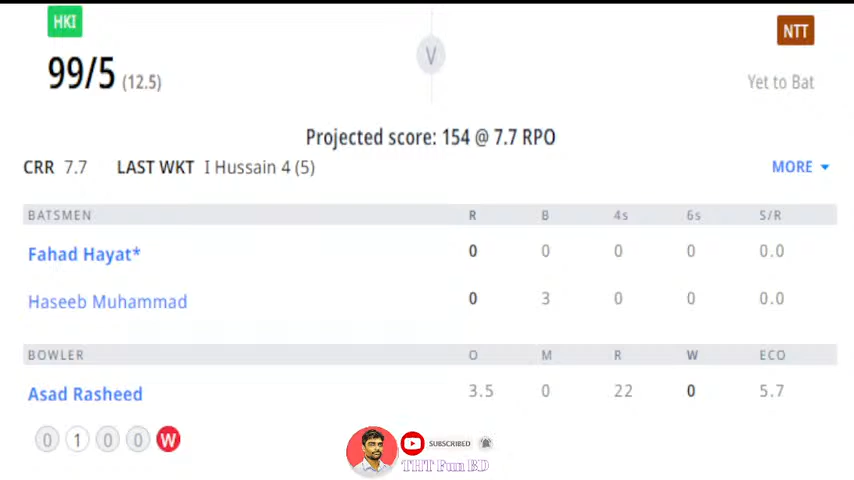 HKI
NTT
V
99/5 (12.5)
Yet to Bat
Projected score: 154 @ 7.7 RPO
CRR 7.7 LAST WKT I Hussain 4 (5) MORE
BATSMEN R B 4s 6s S/R
Fahad Hayat* 0 0 0 0 0.0
Haseeb Muhammad 0 3 0 0 0.0
BOWLER O M R W ECO
Asad Rasheed 3.5 0 22 0 5.7
0 1 0 0 W
SUBSCRIBED
THT Fun BD